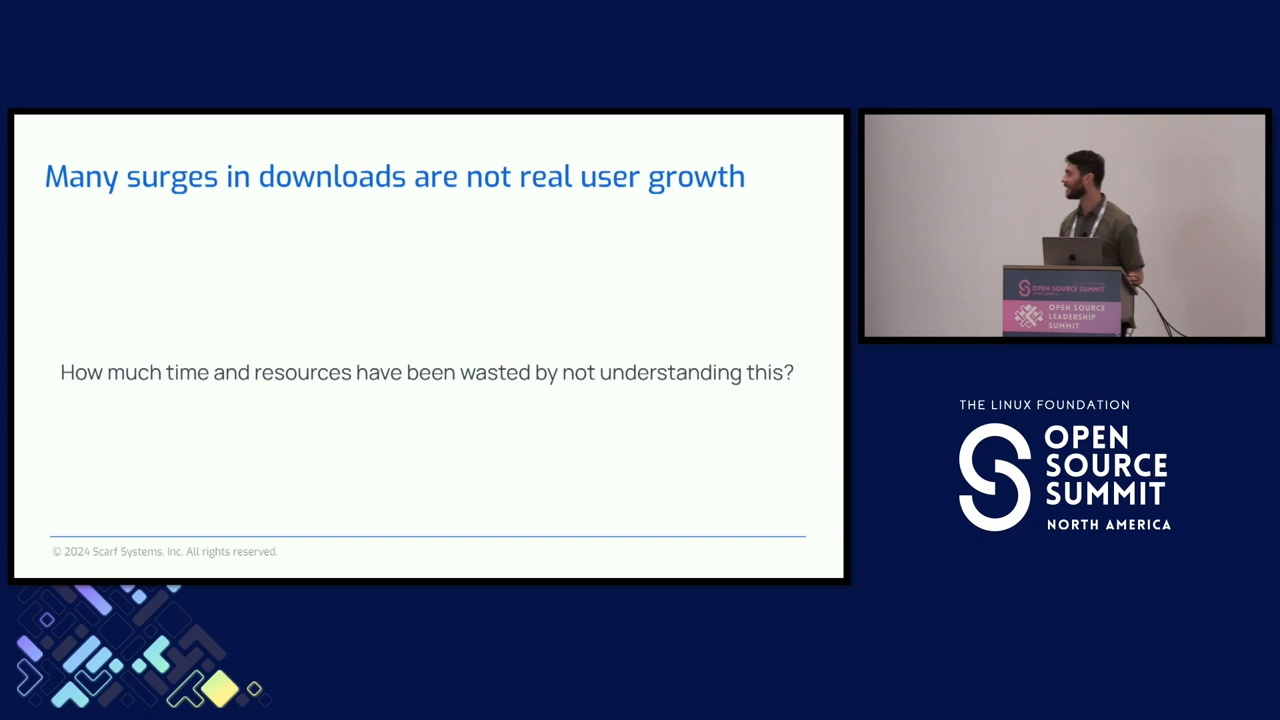 Many surges in downloads are not real user growth
How much time and resources have been wasted by not understanding this?
© 2024 Scarf Systems, Inc. All rights reserved.
OPEN SOURCE SUMMIT
OPEN SOURCE
LEADERSHIP
SUMMIT
THE LINUX FOUNDATION
OPEN
SOURCE
SUMMIT
NORTH AMERICA